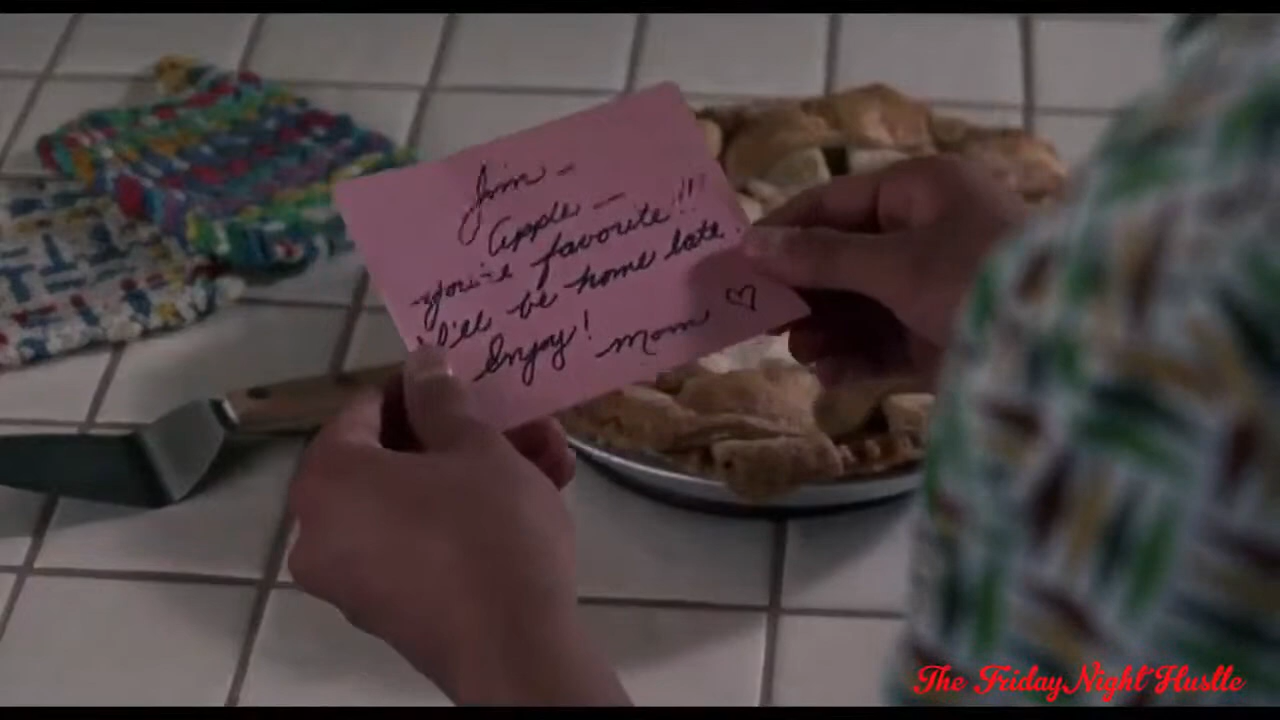 Jim —
Apple —
you're favorite!!!
I'll be home late.
Enjoy! Mom ♡
The Friday Night Hustle